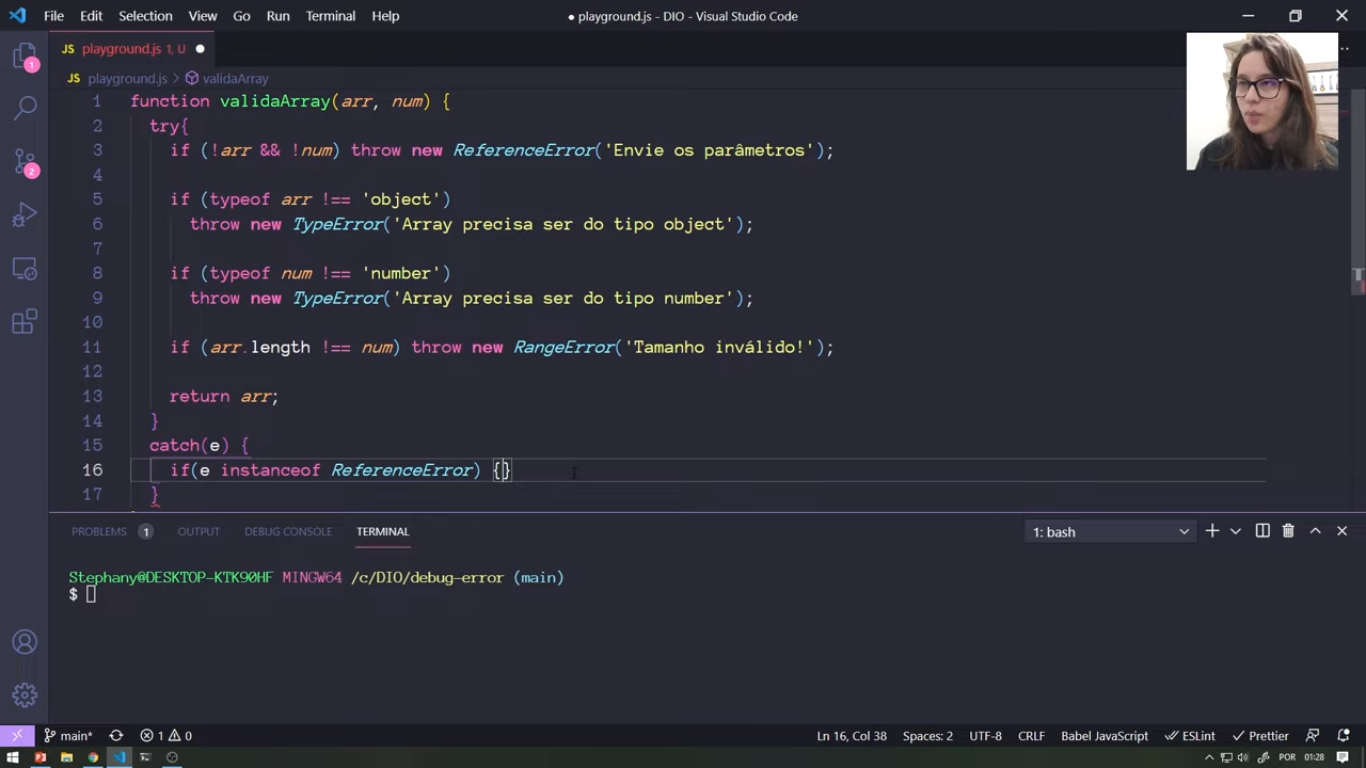 File Edit Selection View Go Run Terminal Help ● playground.js - DIO - Visual Studio Code
JS playground.js 1, U ●
JS playground.js > validaArray
1 function validaArray(arr, num) {
2 try{
3 if (!arr && !num) throw new ReferenceError('Envie os parâmetros');
4
5 if (typeof arr !== 'object')
6 throw new TypeError('Array precisa ser do tipo object');
7
8 if (typeof num !== 'number')
9 throw new TypeError('Array precisa ser do tipo number');
10
11 if (arr.length !== num) throw new RangeError('Tamanho inválido!');
12
13 return arr;
14 }
15 catch(e) {
16 if(e instanceof ReferenceError) {}
17 }
1
2
PROBLEMS 1 OUTPUT DEBUG CONSOLE TERMINAL 1: bash
Stephany@DESKTOP-KTK90HF MINGW64 /c/DIO/debug-error (main)
$
main* 1 0 Ln 16, Col 38 Spaces: 2 UTF-8 CRLF Babel JavaScript ESLint Prettier
POR 01:28